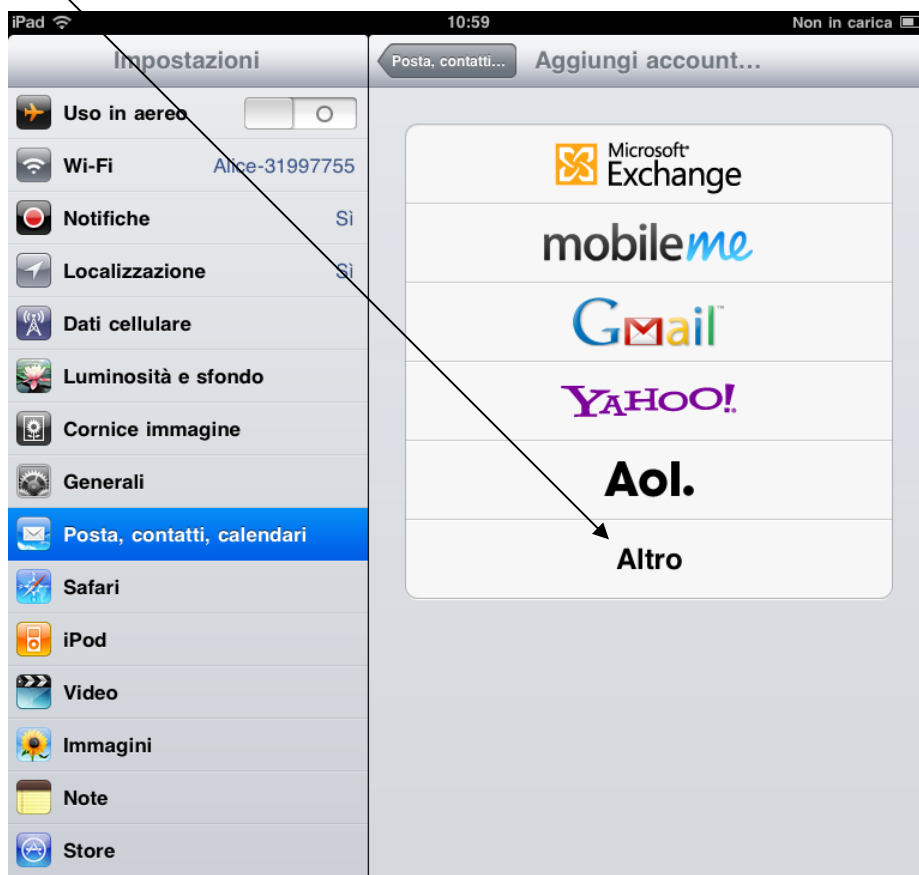 iPad 10:59 Non in carica
Impostazioni
Uso in aereo
Wi-Fi Alice-31997755
Notifiche Sì
Localizzazione Sì
Dati cellulare
Luminosità e sfondo
Cornice immagine
Generali
Posta, contatti, calendari
Safari
iPod
Video
Immagini
Note
Store
Posta, contatti... Aggiungi account...
Microsoft
Exchange
mobileme
Gmail™
YAHOO!
Aol.
Altro